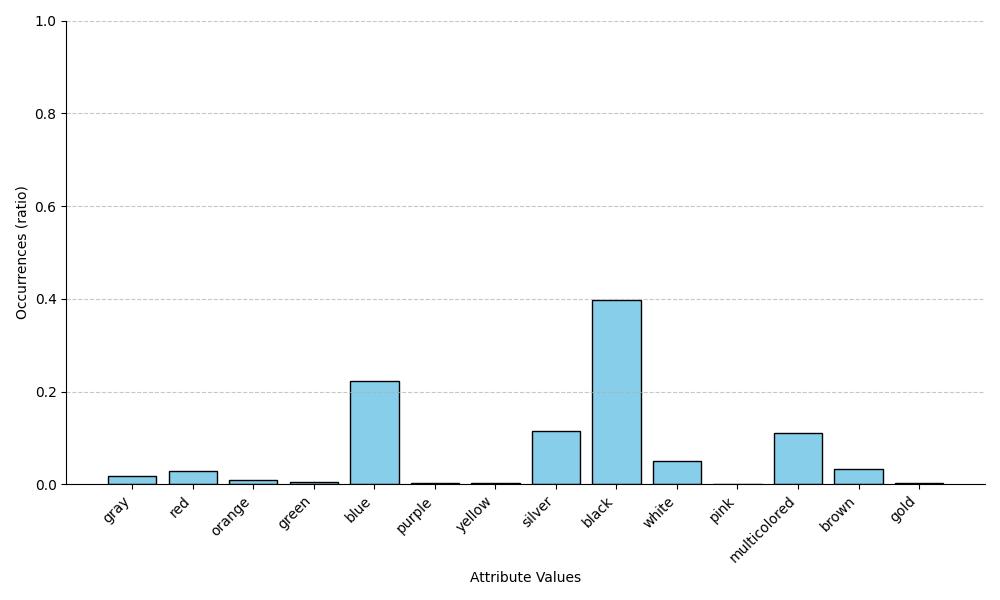 1.0
0.8
0.6
0.4
0.2
0.0
Occurrences (ratio)
gray
red
orange
green
blue
purple
yellow
silver
black
white
pink
multicolored
brown
gold
Attribute Values